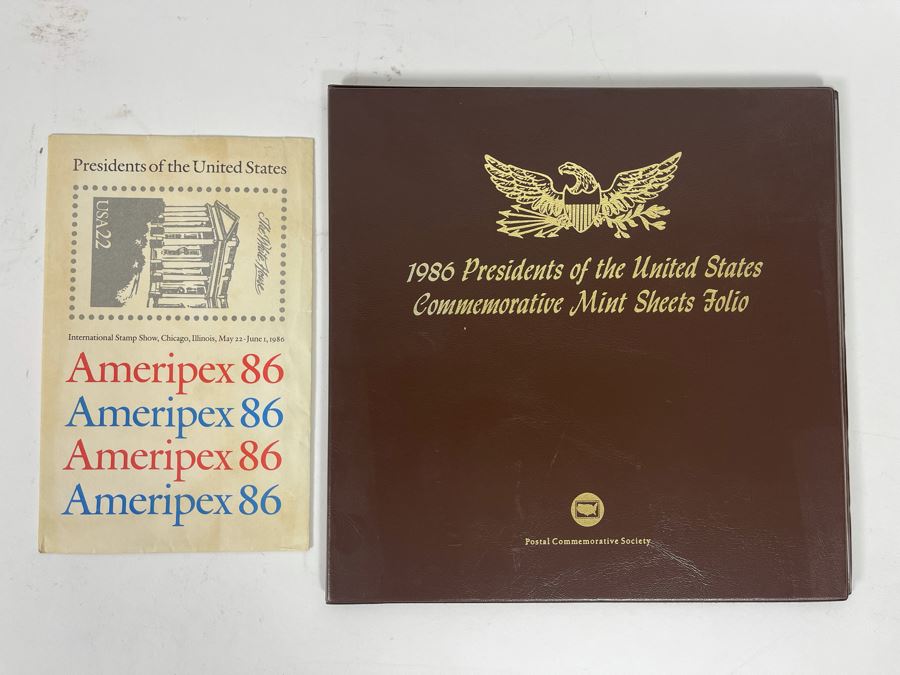 Presidents of the United States
USA22
The White House
International Stamp Show, Chicago, Illinois, May 22-June 1, 1986
Ameripex 86
Ameripex 86
Ameripex 86
Ameripex 86
1986 Presidents of the United States
Commemorative Mint Sheets Folio
Postal Commemorative Society